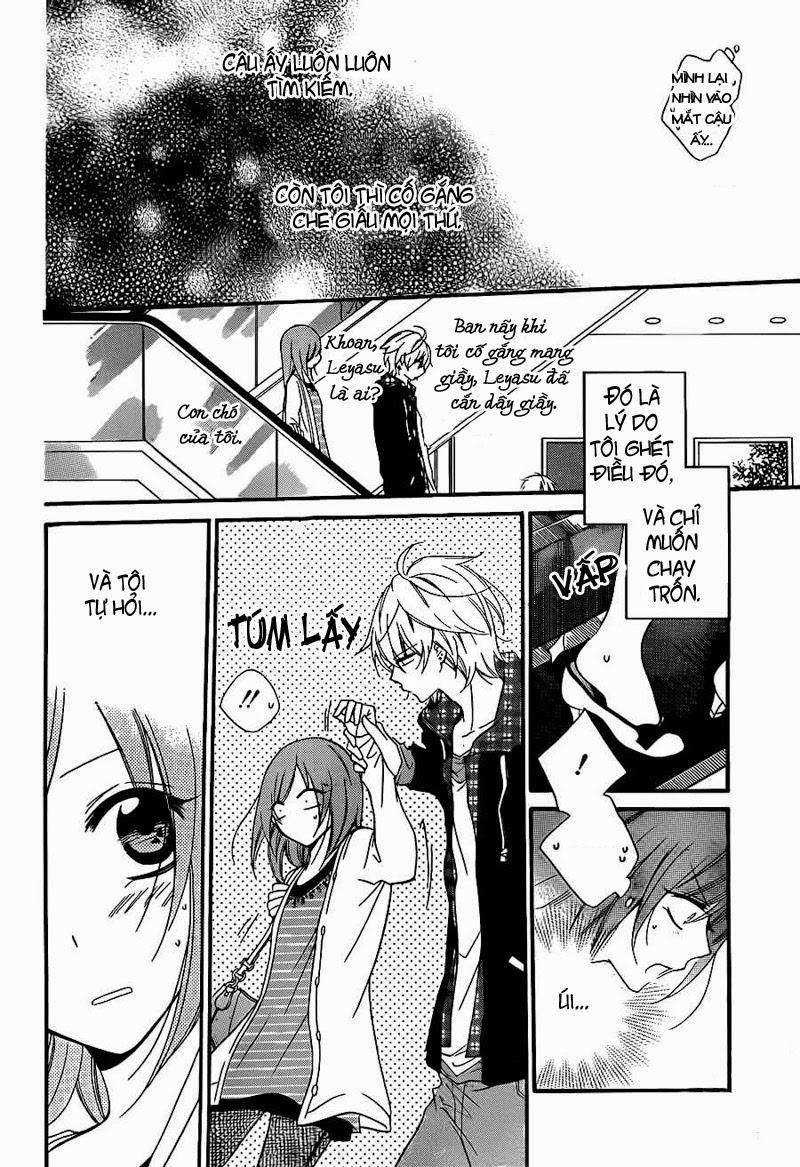 MÌNH LẠI
NHÌN VÀO
MẮT CẬU
ẤY...
CẬU ẤY LUÔN LUÔN
TÌM KIẾM,
CÒN TÔI THÌ CỐ GẮNG
CHE GIẤU MỌI THỨ.
Ban nãy khi
tôi cố gắng mang
giầy, Leyasu đã
cắn dấy giầy.
Khoan,
Leyasu
là ai?
Con chó
của tôi.
ĐÓ LÀ
LÝ DO
TÔI GHÉT
ĐIỀU ĐÓ,
VÀ CHỈ
MUỐN
CHẠY
TRỐN.
VẤP
!
ÚI...
TÚM LẤY
!!
VÀ TÔI
TỰ HỎI...